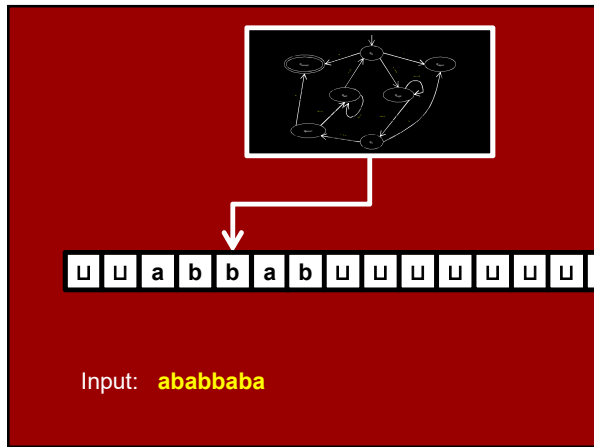 ⊔ ⊔ a b b a b ⊔ ⊔ ⊔ ⊔ ⊔ ⊔ ⊔
Input: ababbaba